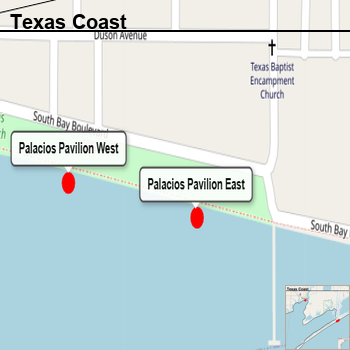 Texas Coast
Duson Avenue
Texas Baptist
Encampment
Church
South Bay Boulevard
Palacios Pavilion West
Palacios Pavilion East
South Bay
Texas Coast